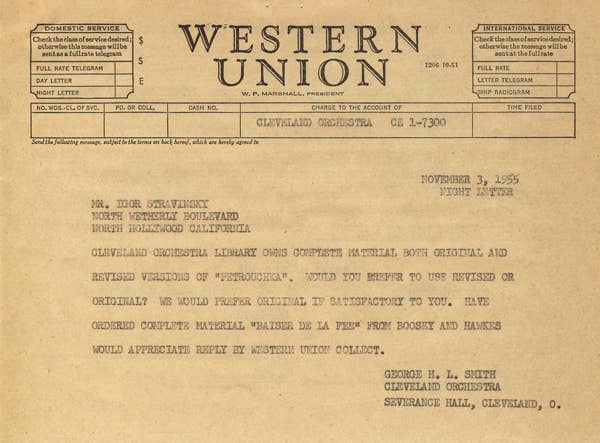 DOMESTIC SERVICE
Check the class of service desired;
otherwise this message will be
sent as a full rate telegram
FULL RATE TELEGRAM
DAY LETTER
NIGHT LETTER
$
S
E
WESTERN
UNION
1206 10-51
W. P. MARSHALL, PRESIDENT
INTERNATIONAL SERVICE
Check the class of service desired;
otherwise this message will be
sent at the full rate
FULL RATE
LETTER TELEGRAM
SHIP RADIOGRAM
NO. WDS.-CL. OF SVC.
PD. OR COLL.
CASH NO.
CHARGE TO THE ACCOUNT OF
TIME FILED
CLEVELAND ORCHESTRA CE 1-7300
Send the following message, subject to the terms on back hereof, which are hereby agreed to
NOVEMBER 3, 1955
NIGHT LETTER
MR. IGOR STRAVINSKY
NORTH WETHERLY BOULEVARD
NORTH HOLLYWOOD CALIFORNIA
CLEVELAND ORCHESTRA LIBRARY OWNS COMPLETE MATERIAL BOTH ORIGINAL AND
REVISED VERSIONS OF "PETROUCHKA". WOULD YOU PREFER TO USE REVISED OR
ORIGINAL? WE WOULD PREFER ORIGINAL IF SATISFACTORY TO YOU. HAVE
ORDERED COMPLETE MATERIAL "BAISER DE LA FEE" FROM BOOSKY AND HAWKES
WOULD APPRECIATE REPLY BY WESTERN UNION COLLECT.
GEORGE H. L. SMITH
CLEVELAND ORCHESTRA
SEVERANCE HALL, CLEVELAND, O.